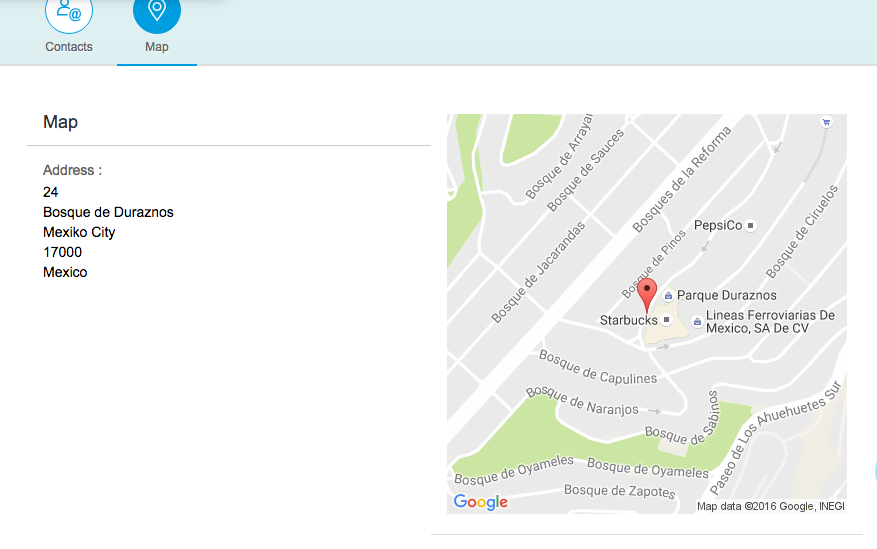 Contacts
Map
Map
Address :
24
Bosque de Duraznos
Mexiko City
17000
Mexico
Bosque de Arrayan
Bosque de Sauces
Bosques de la Reforma
PepsiCo
Bosque de Ciruelos
Bosque de Pinos
Bosque de Jacarandas
Parque Duraznos
Starbucks
Lineas Ferroviarias De
Mexico, SA De CV
Bosque de Capulines
Bosque de Naranjos
Bosque de Sabinos
Paseo de Los Ahuehuetes Sur
Bosque de Oyameles
Bosque de Oyameles
Bosque de Zapotes
Google
Map data ©2016 Google, INEGI